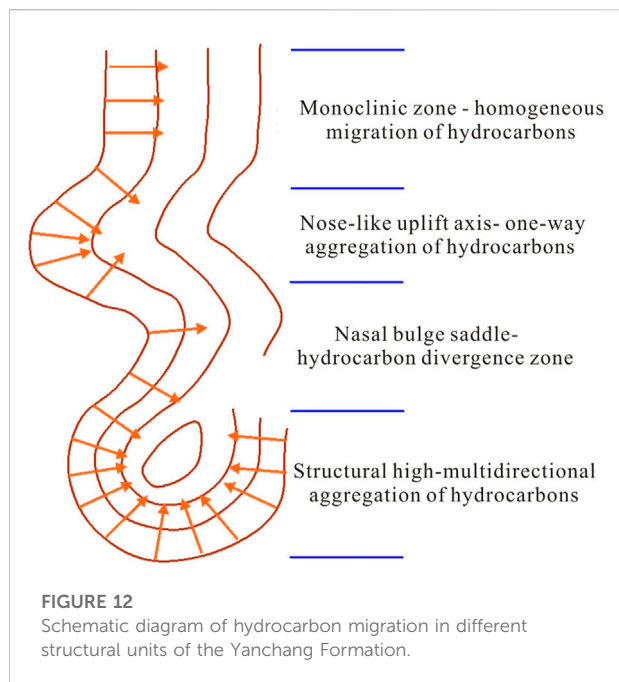 Monoclinic zone - homogeneous
migration of hydrocarbons
Nose-like uplift axis- one-way
aggregation of hydrocarbons
Nasal bulge saddle-
hydrocarbon divergence zone
Structural high-multidirectional
aggregation of hydrocarbons
FIGURE 12
Schematic diagram of hydrocarbon migration in different
structural units of the Yanchang Formation.